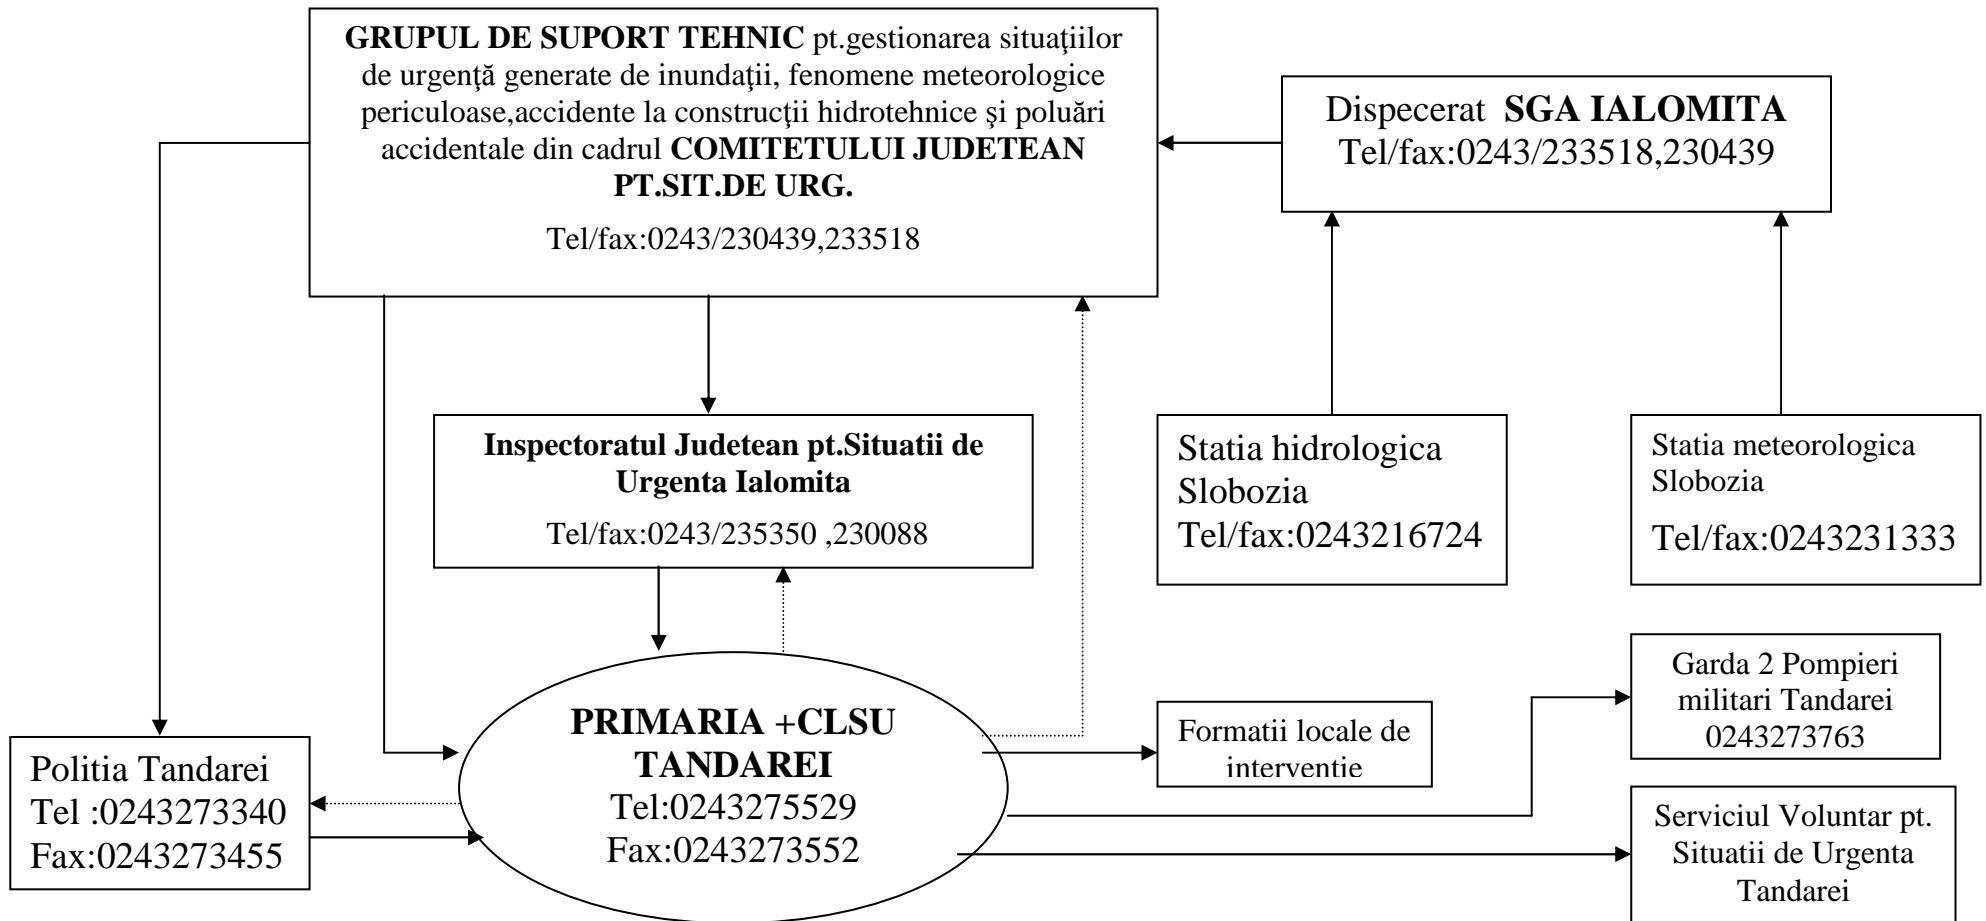 GRUPUL DE SUPORT TEHNIC pt.gestionarea situaţiilor
de urgenţă generate de inundaţii, fenomene meteorologice
periculoase,accidente la construcţii hidrotehnice şi poluări
accidentale din cadrul COMITETULUI JUDETEAN
PT.SIT.DE URG.
Tel/fax:0243/230439,233518
Dispecerat SGA IALOMITA
Tel/fax:0243/233518,230439
Inspectoratul Judetean pt.Situatii de
Urgenta Ialomita
Tel/fax:0243/235350 ,230088
Statia hidrologica
Slobozia
Tel/fax:0243216724
Statia meteorologica
Slobozia
Tel/fax:0243231333
Politia Tandarei
Tel :0243273340
Fax:0243273455
PRIMARIA +CLSU
TANDAREI
Tel:0243275529
Fax:0243273552
Formatii locale de
interventie
Garda 2 Pompieri
militari Tandarei
0243273763
Serviciul Voluntar pt.
Situatii de Urgenta
Tandarei